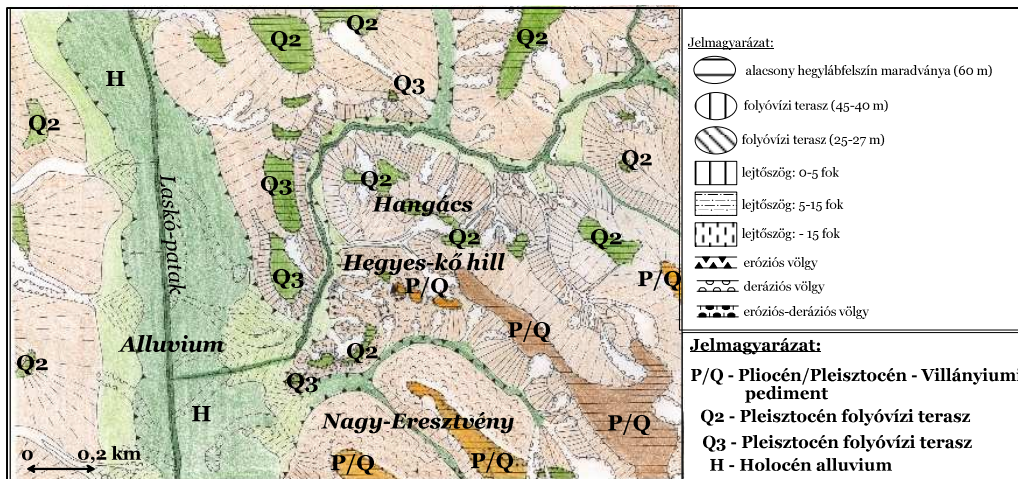 Q2
Q2
Q2
H
Q3
Q2
Q2
Q2
Q3
Hangács
Laskó-patak
Q2
Q2
Hegyes-kő hill
Q3
P/Q
P/Q
P/Q
Alluvium
Q2
Q2
Q3
H
Nagy-Eresztvény
P/Q
P/Q
P/Q
0 0,2 km
Jelmagyarázat:
alacsony hegylábfelszín maradványa (60 m)
folyóvízi terasz (45-40 m)
folyóvízi terasz (25-27 m)
lejtőszög: 0-5 fok
lejtőszög: 5-15 fok
lejtőszög: - 15 fok
eróziós völgy
deráziós völgy
eróziós-deráziós völgy
Jelmagyarázat:
P/Q - Pliocén/Pleisztocén - Villányiumi
pediment
Q2 - Pleisztocén folyóvízi terasz
Q3 - Pleisztocén folyóvízi terasz
H - Holocén alluvium